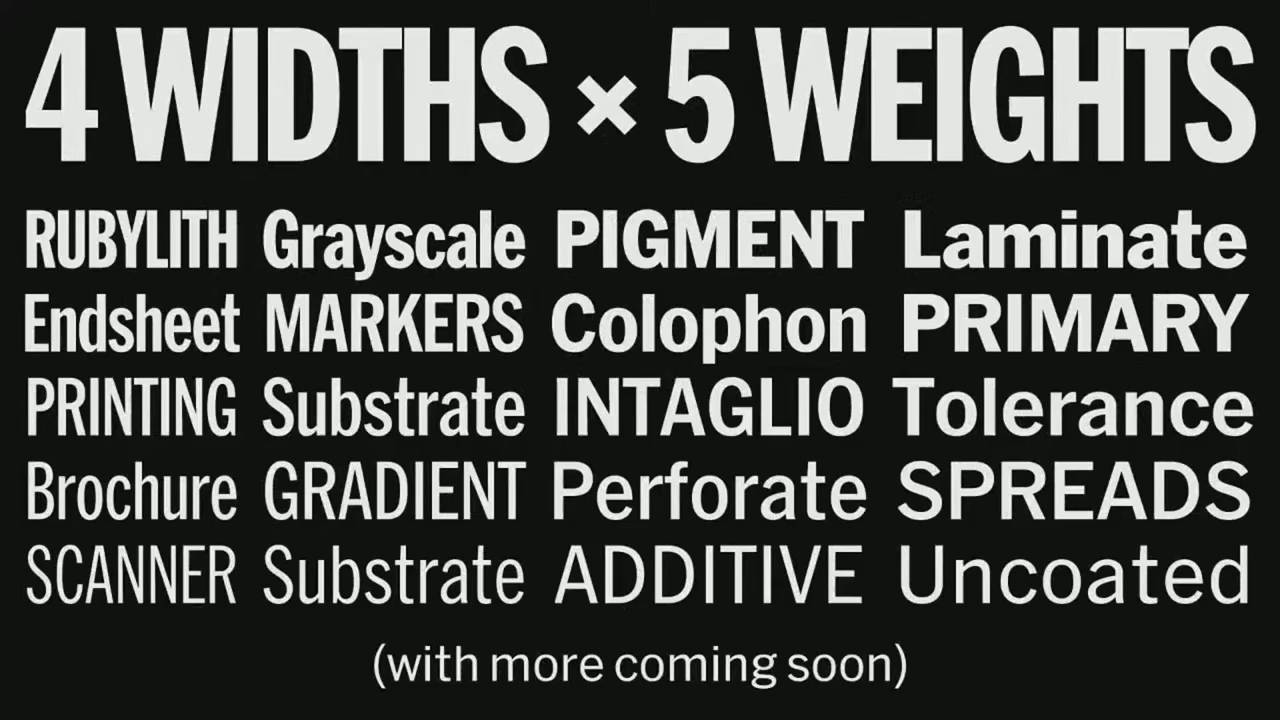 4 WIDTHS × 5 WEIGHTS
RUBYLITH Grayscale PIGMENT Laminate
Endsheet MARKERS Colophon PRIMARY
PRINTING Substrate INTAGLIO Tolerance
Brochure GRADIENT Perforate SPREADS
SCANNER Substrate ADDITIVE Uncoated
(with more coming soon)